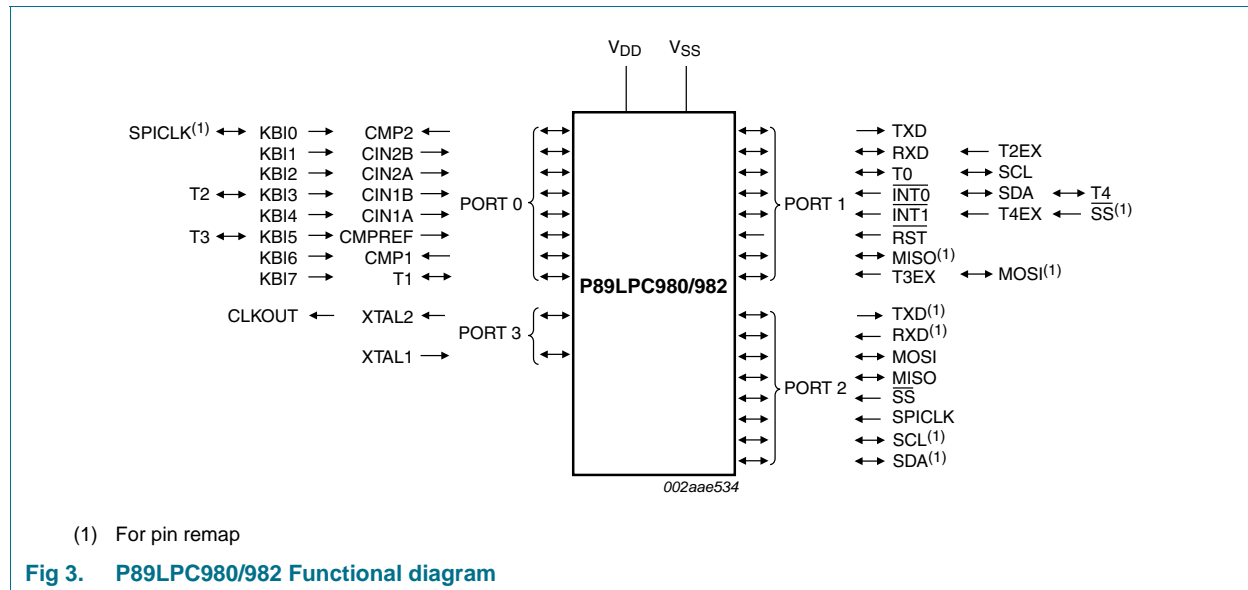 VDD VSS
SPICLK(1) KBI0 CMP2 TXD
KBI1 CIN2B RXD T2EX
KBI2 CIN2A T0 SCL
T2 KBI3 CIN1B INT0 SDA T4
KBI4 CIN1A PORT 0 PORT 1 INT1 T4EX SS(1)
T3 KBI5 CMPREF RST
KBI6 CMP1 MISO(1)
KBI7 T1 P89LPC980/982 T3EX MOSI(1)
CLKOUT XTAL2 PORT 3 TXD(1)
RXD(1)
XTAL1 MOSI
MISO
PORT 2 SS
SPICLK
SCL(1)
SDA(1)
002aae534
(1) For pin remap
Fig 3. P89LPC980/982 Functional diagram